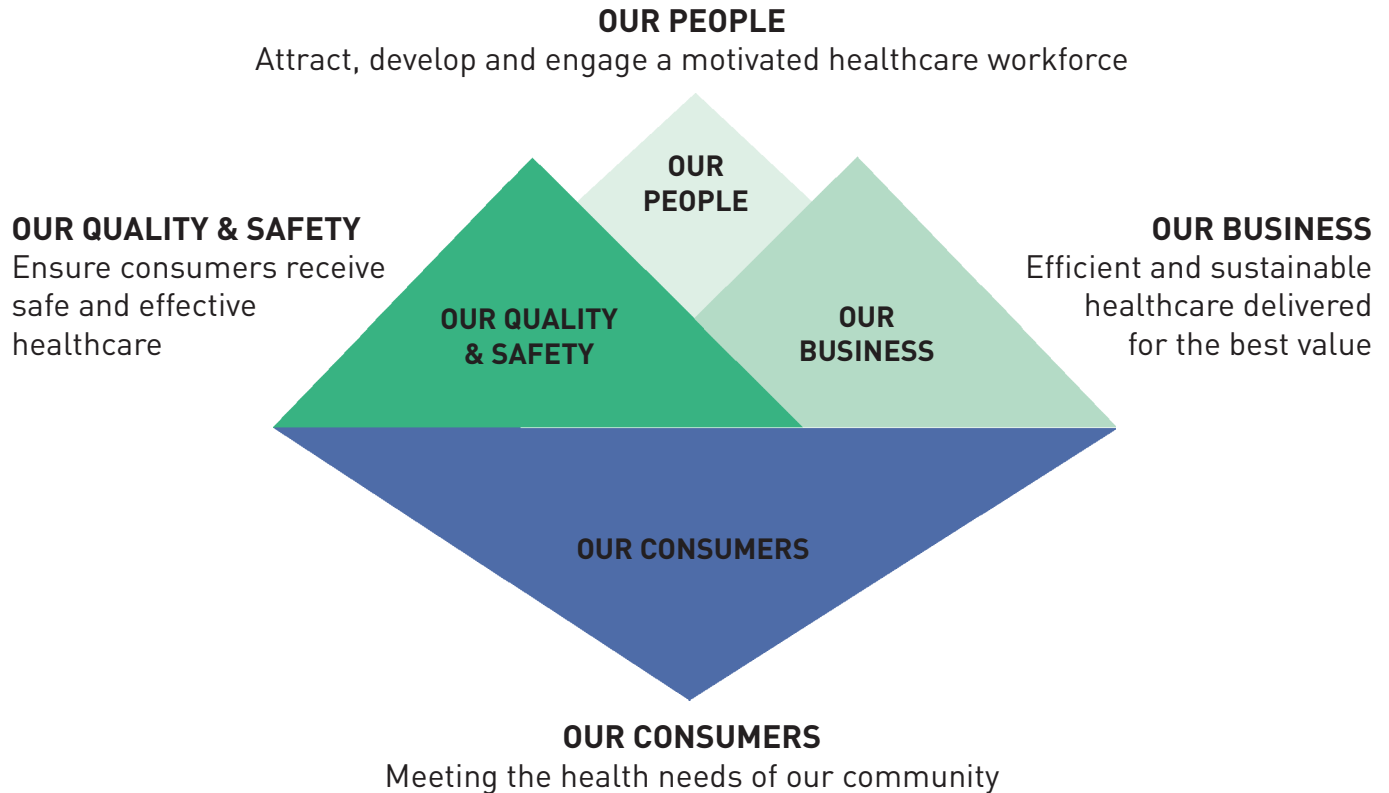 OUR PEOPLE
Attract, develop and engage a motivated healthcare workforce
OUR
PEOPLE
OUR QUALITY & SAFETY
Ensure consumers receive
safe and effective
healthcare
OUR BUSINESS
Efficient and sustainable
healthcare delivered
for the best value
OUR QUALITY
& SAFETY
OUR
BUSINESS
OUR CONSUMERS
OUR CONSUMERS
Meeting the health needs of our community